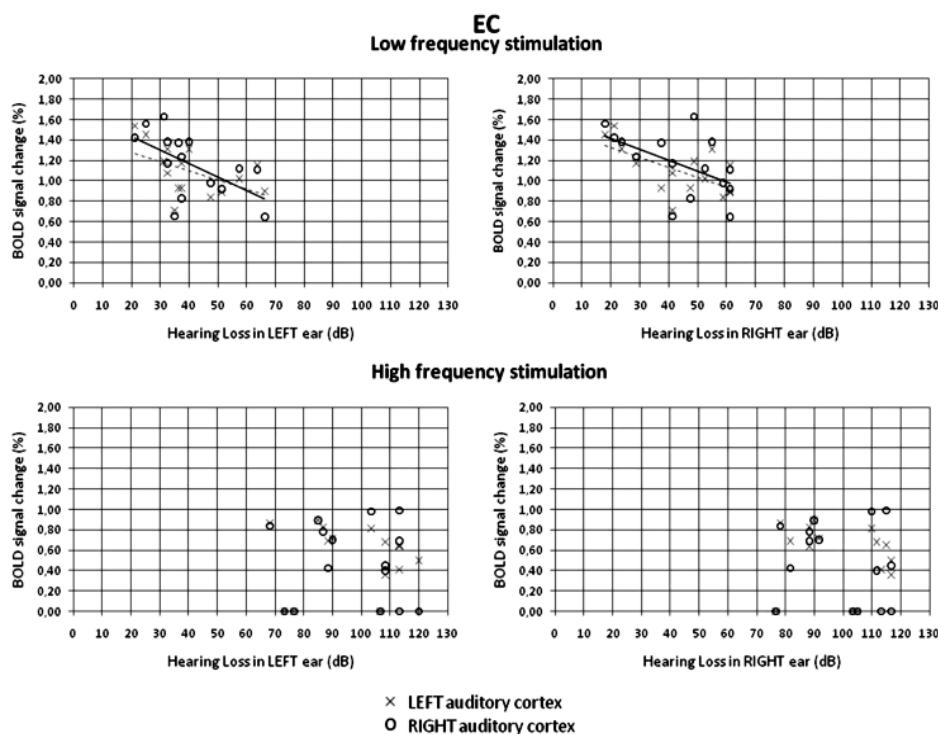 EC
Low frequency stimulation
BOLD signal change (%)
2,00
1,80
1,60
1,40
1,20
1,00
0,80
0,60
0,40
0,20
0,00
0 10 20 30 40 50 60 70 80 90 100 110 120 130
Hearing Loss in LEFT ear (dB)
BOLD signal change (%)
2,00
1,80
1,60
1,40
1,20
1,00
0,80
0,60
0,40
0,20
0,00
0 10 20 30 40 50 60 70 80 90 100 110 120 130
Hearing Loss in RIGHT ear (dB)
High frequency stimulation
BOLD signal change (%)
2,00
1,80
1,60
1,40
1,20
1,00
0,80
0,60
0,40
0,20
0,00
0 10 20 30 40 50 60 70 80 90 100 110 120 130
Hearing Loss in LEFT ear (dB)
BOLD signal change (%)
2,00
1,80
1,60
1,40
1,20
1,00
0,80
0,60
0,40
0,20
0,00
0 10 20 30 40 50 60 70 80 90 100 110 120 130
Hearing Loss in RIGHT ear (dB)
× LEFT auditory cortex
o RIGHT auditory cortex